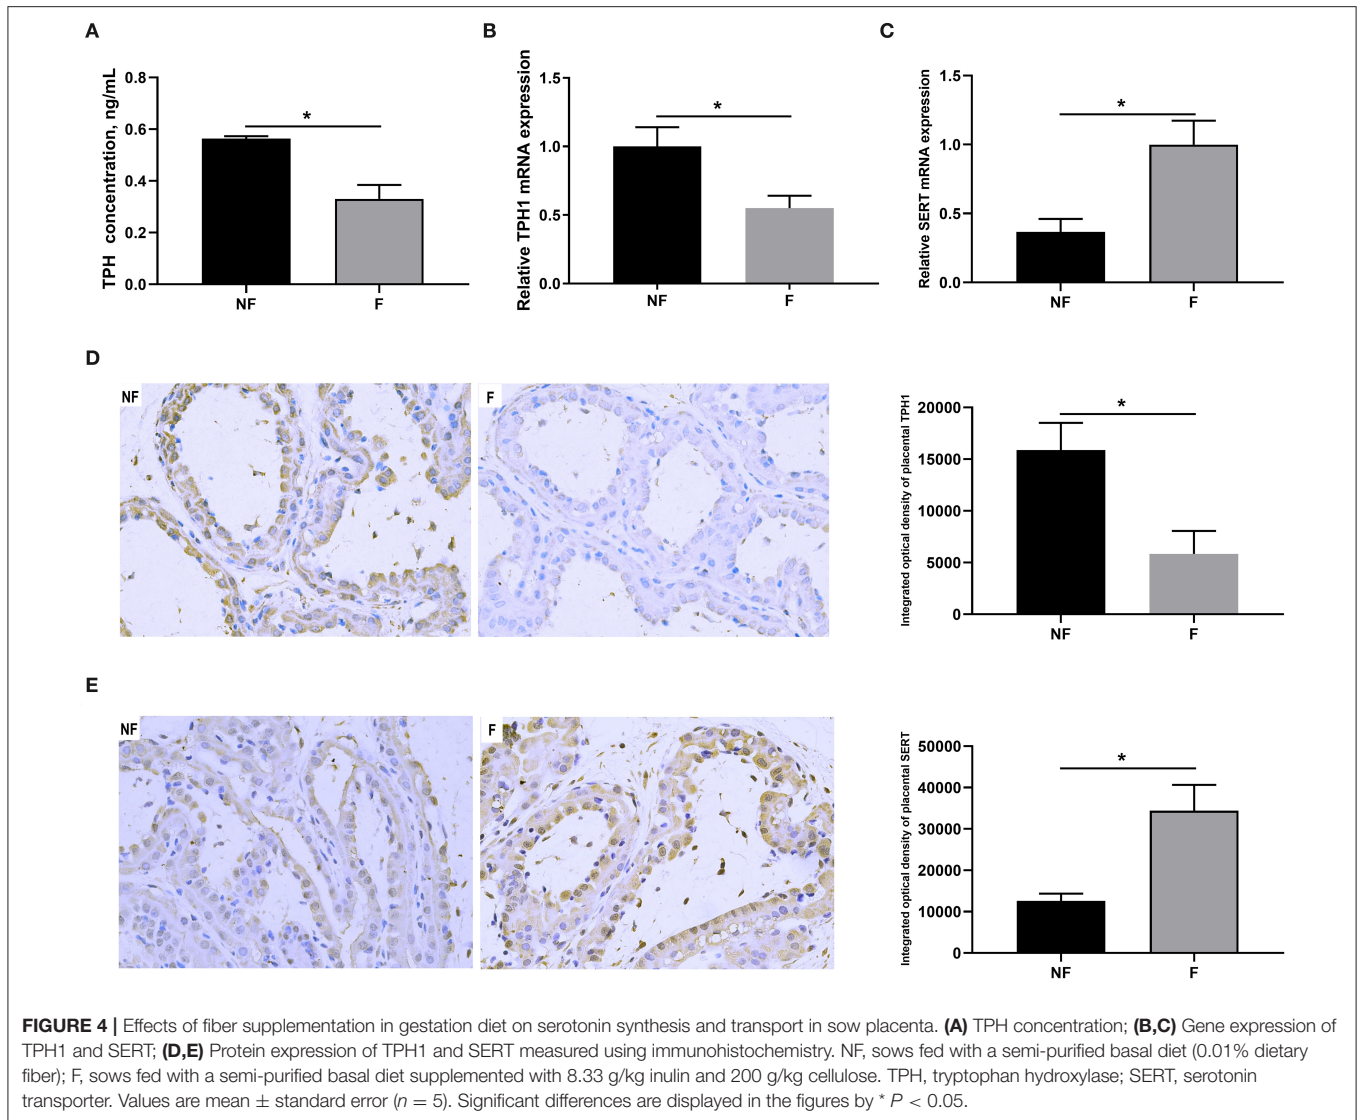 A
TPH concentration, ng/mL
0.8
0.6
0.4
0.2
0.0
*
NF
F
B
Relative TPH1 mRNA expression
1.5
1.0
0.5
0.0
*
NF
F
C
Relative SERT mRNA expression
1.5
1.0
0.5
0.0
*
NF
F
D
NF
F
Integrated optical density of placental TPH1
20000
15000
10000
5000
0
*
NF
F
E
NF
F
Integrated optical density of placental SERT
50000
40000
30000
20000
10000
0
*
NF
F
FIGURE 4 | Effects of fiber supplementation in gestation diet on serotonin synthesis and transport in sow placenta. (A) TPH concentration; (B,C) Gene expression of
TPH1 and SERT; (D,E) Protein expression of TPH1 and SERT measured using immunohistochemistry. NF, sows fed with a semi-purified basal diet (0.01% dietary
fiber); F, sows fed with a semi-purified basal diet supplemented with 8.33 g/kg inulin and 200 g/kg cellulose. TPH, tryptophan hydroxylase; SERT, serotonin
transporter. Values are mean ± standard error (n = 5). Significant differences are displayed in the figures by * P < 0.05.